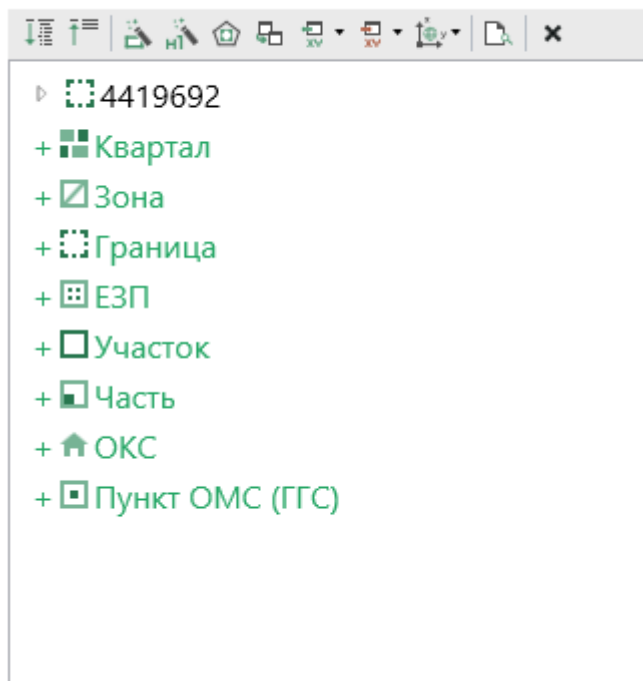 4419692
+ Квартал
+ Зона
+ Граница
+ ЕЗП
+ Участок
+ Часть
+ ОКС
+ Пункт ОМС (ГГС)